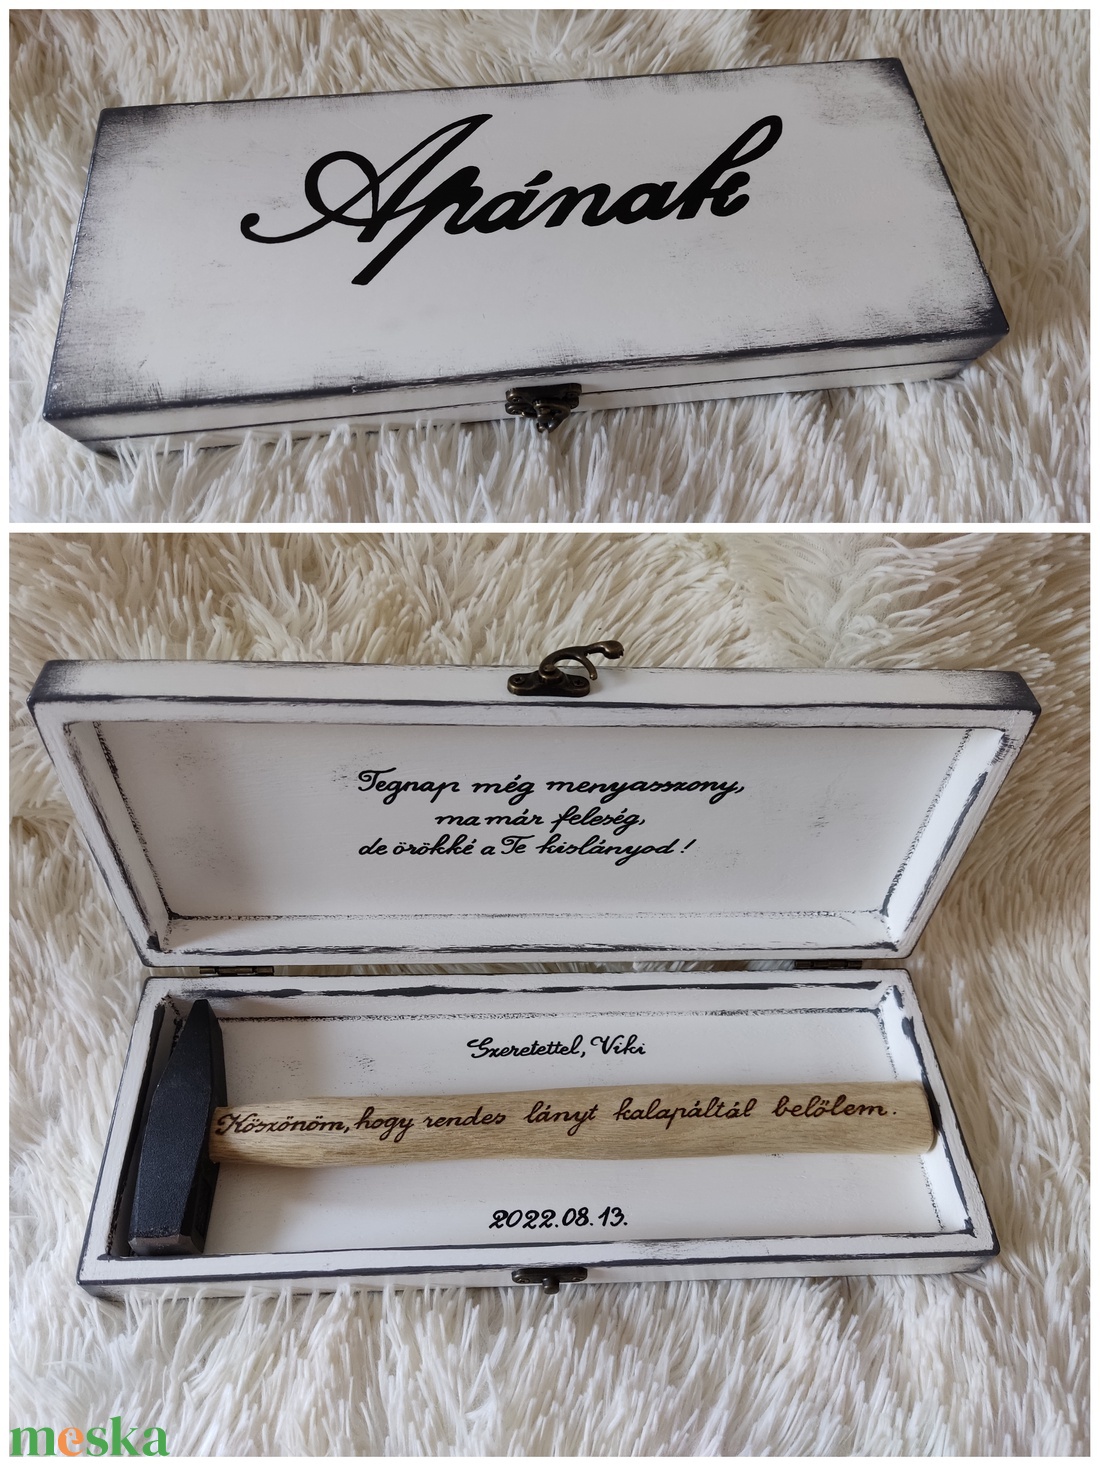 Apának
Tegnap még menyasszony,
ma már feleség,
de örökké a Te kislányod!
Szeretettel, Viki
Köszönöm, hogy rendes lányt kalapáltál belőlem.
2022.08.13.
meska